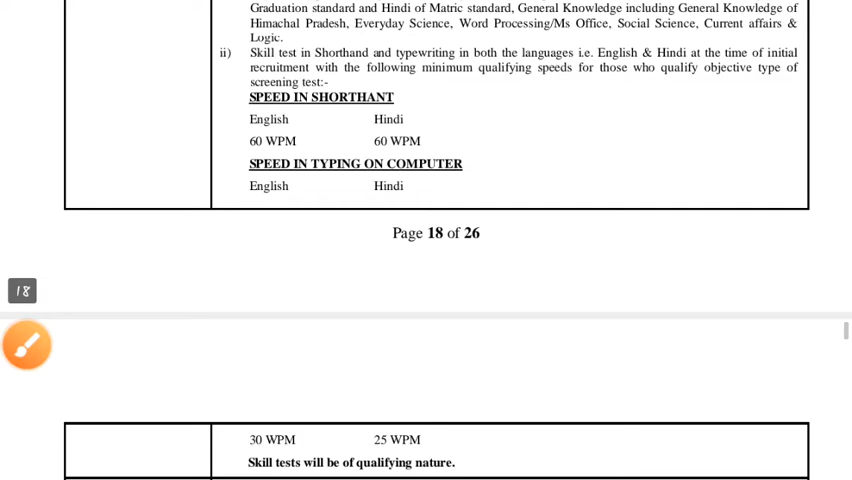 Graduation standard and Hindi of Matric standard, General Knowledge including General Knowledge of
Himachal Pradesh, Everyday Science, Word Processing/Ms Office, Social Science, Current affairs &
Logic.
ii) Skill test in Shorthand and typewriting in both the languages i.e. English & Hindi at the time of initial
recruitment with the following minimum qualifying speeds for those who qualify objective type of
screening test:-
SPEED IN SHORTHANT
English Hindi
60 WPM 60 WPM
SPEED IN TYPING ON COMPUTER
English Hindi
Page 18 of 26
18
30 WPM 25 WPM
Skill tests will be of qualifying nature.